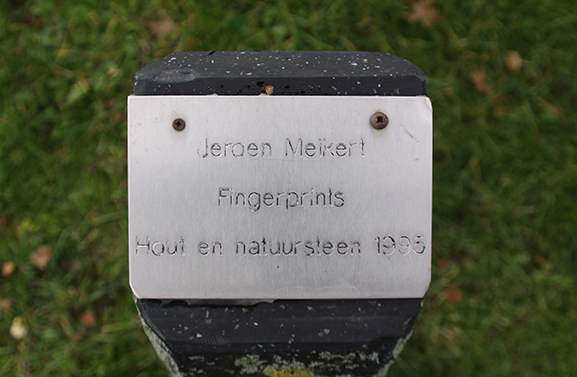 Jeroen Meikert
Fingerprints
Hout en natuursteen 1995